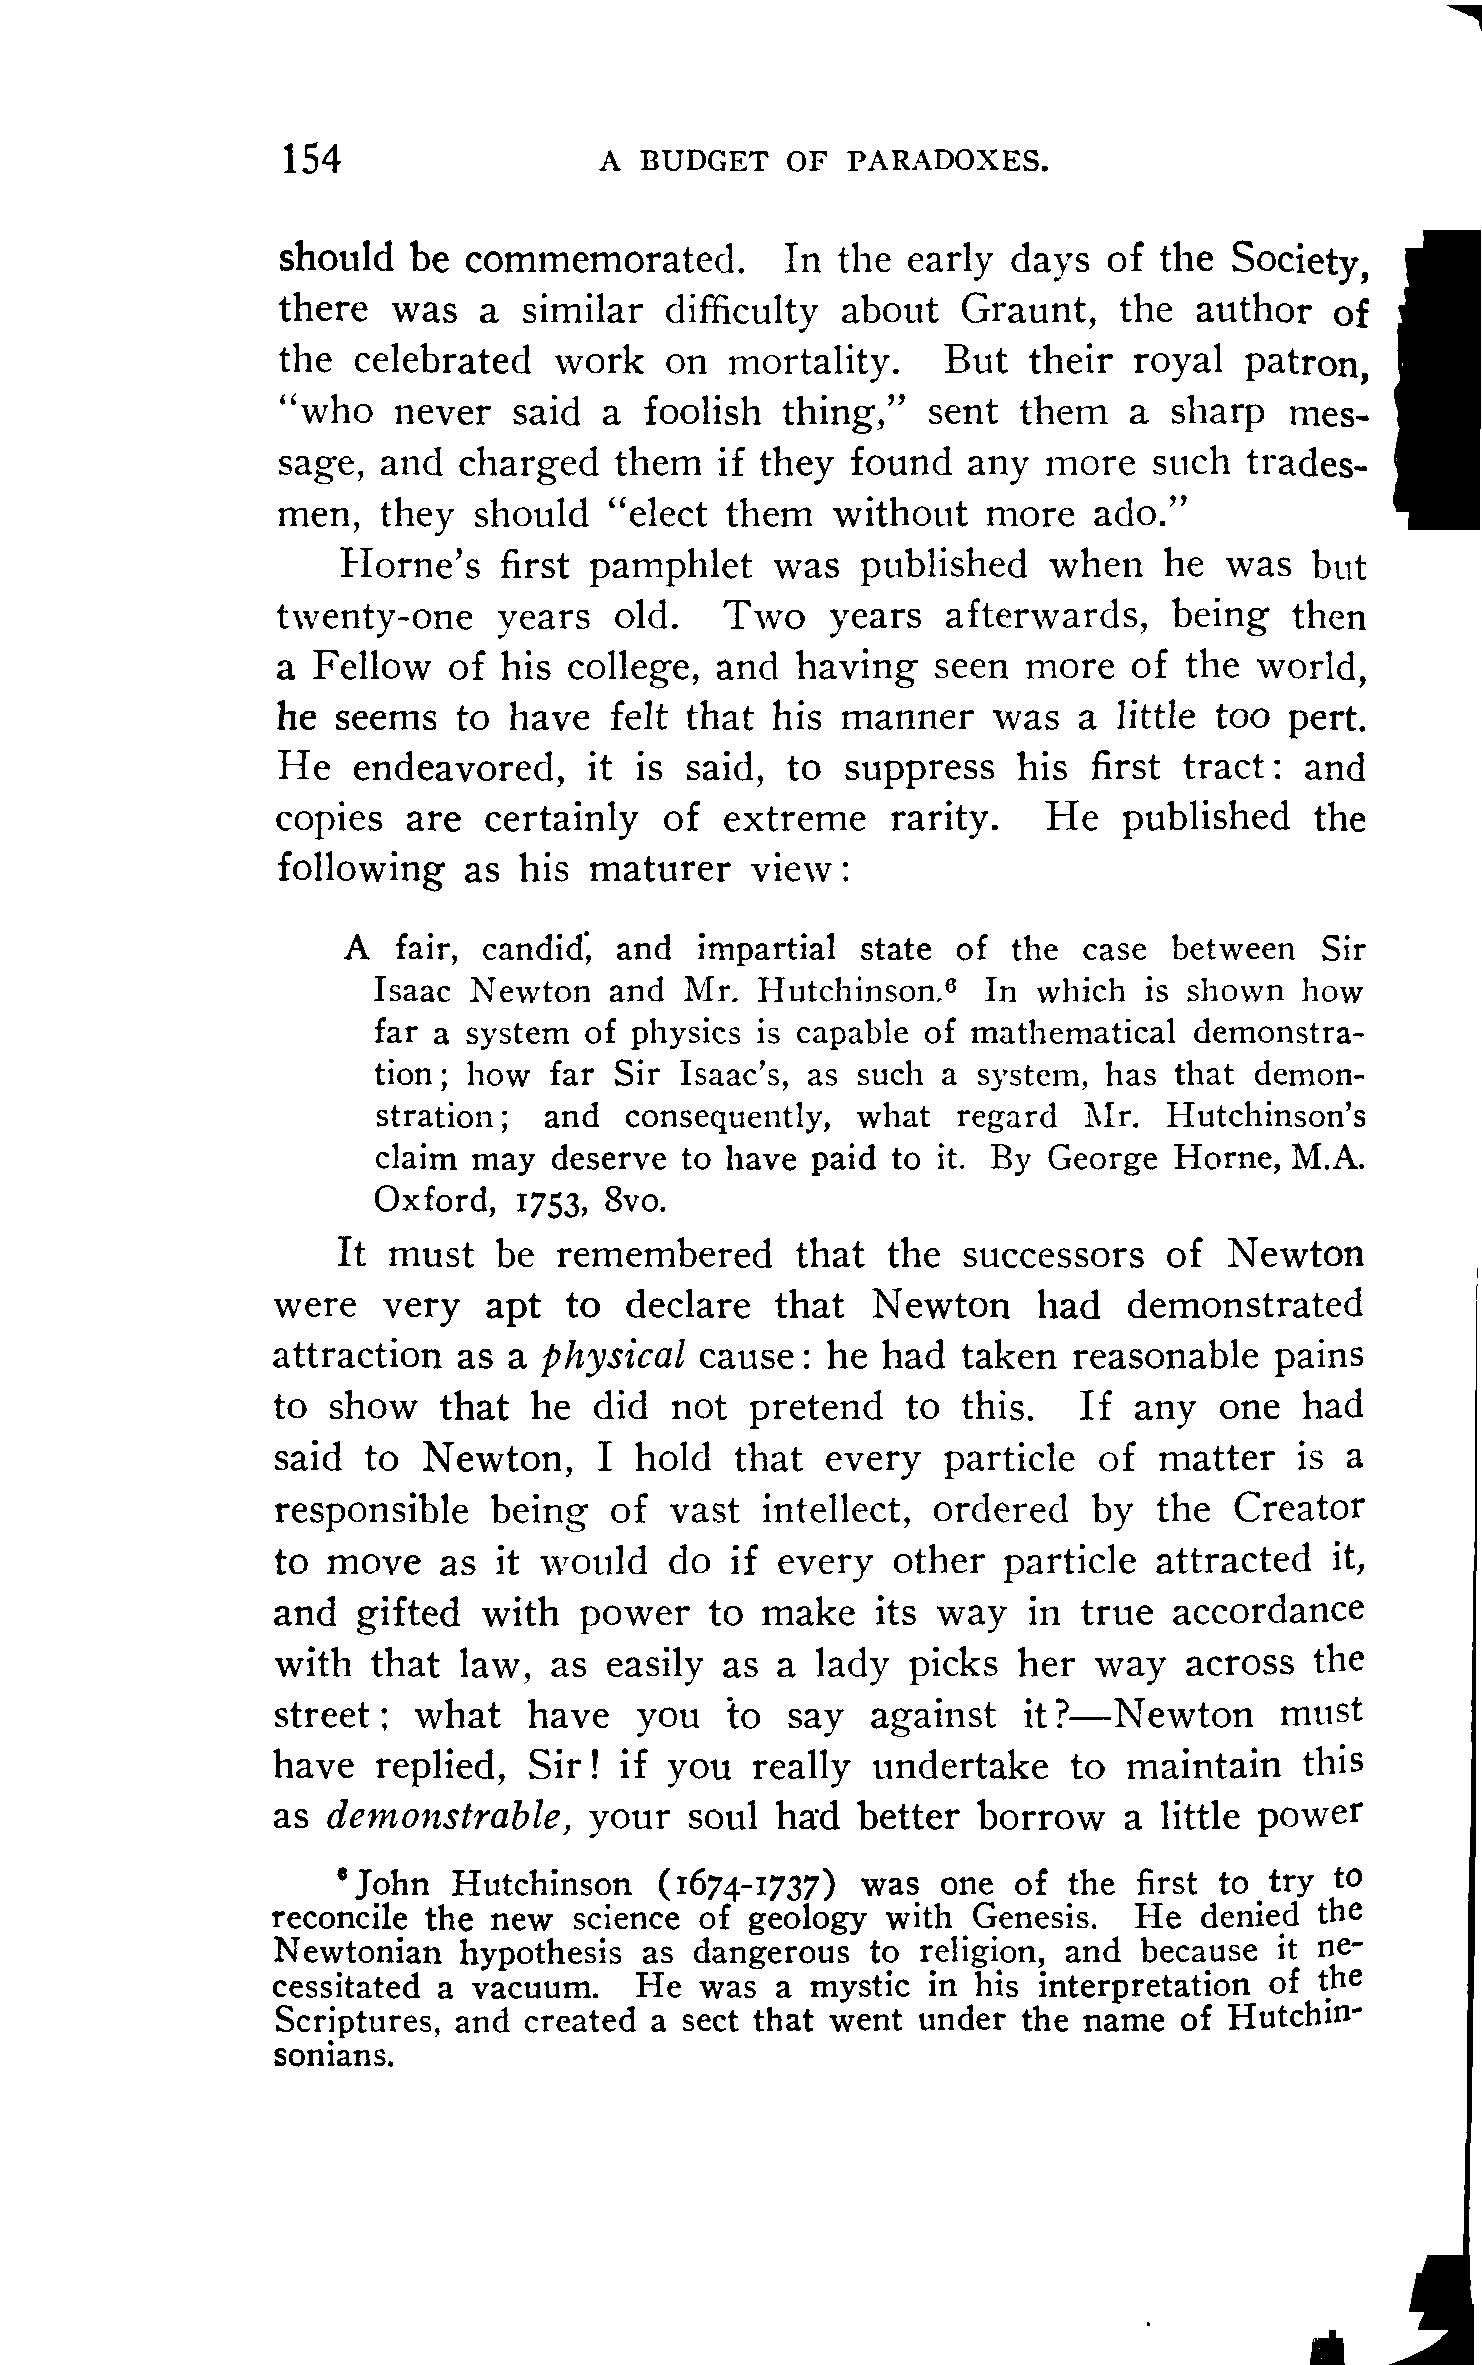 154 A BUDGET OF PARADOXES.
should be commemorated. In the early days of the Society,
there was a similar difficulty about Graunt, the author of
the celebrated work on mortality. But their royal patron,
"who never said a foolish thing," sent them a sharp mes-
sage, and charged them if they found any more such trades-
men, they should "elect them without more ado."
Horne's first pamphlet was published when he was but
twenty-one years old. Two years afterwards, being then
a Fellow of his college, and having seen more of the world,
he seems to have felt that his manner was a little too pert.
He endeavored, it is said, to suppress his first tract: and
copies are certainly of extreme rarity. He published the
following as his maturer view:
A fair, candid, and impartial state of the case between Sir
Isaac Newton and Mr. Hutchinson.⁶ In which is shown how
far a system of physics is capable of mathematical demonstra-
tion; how far Sir Isaac's, as such a system, has that demon-
stration; and consequently, what regard Mr. Hutchinson's
claim may deserve to have paid to it. By George Horne, M.A.
Oxford, 1753, 8vo.
It must be remembered that the successors of Newton
were very apt to declare that Newton had demonstrated
attraction as a physical cause: he had taken reasonable pains
to show that he did not pretend to this. If any one had
said to Newton, I hold that every particle of matter is a
responsible being of vast intellect, ordered by the Creator
to move as it would do if every other particle attracted it,
and gifted with power to make its way in true accordance
with that law, as easily as a lady picks her way across the
street; what have you to say against it?—Newton must
have replied, Sir! if you really undertake to maintain this
as demonstrable, your soul had better borrow a little power
⁶ John Hutchinson (1674-1737) was one of the first to try to
reconcile the new science of geology with Genesis. He denied the
Newtonian hypothesis as dangerous to religion, and because it ne-
cessitated a vacuum. He was a mystic in his interpretation of the
Scriptures, and created a sect that went under the name of Hutchin-
sonians.